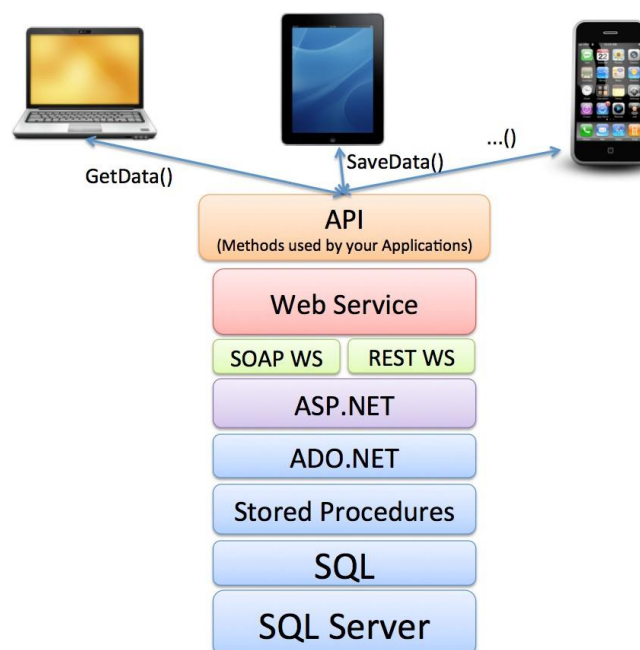 ...()
SaveData()
GetData()
API
(Methods used by your Applications)
Web Service
SOAP WS
REST WS
ASP.NET
ADO.NET
Stored Procedures
SQL
SQL Server